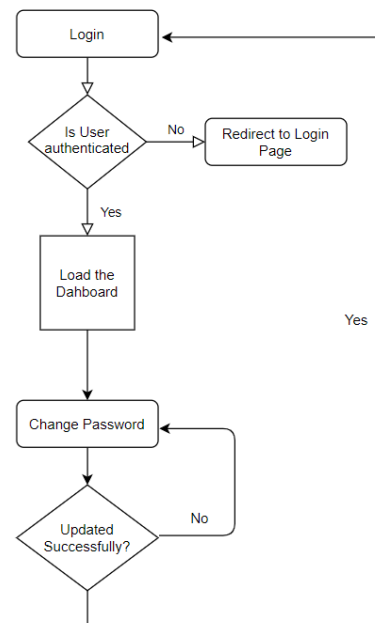 Login
Is User
authenticated
No
Redirect to Login
Page
Yes
Load the
Dahboard
Yes
Change Password
No
Updated
Successfully?